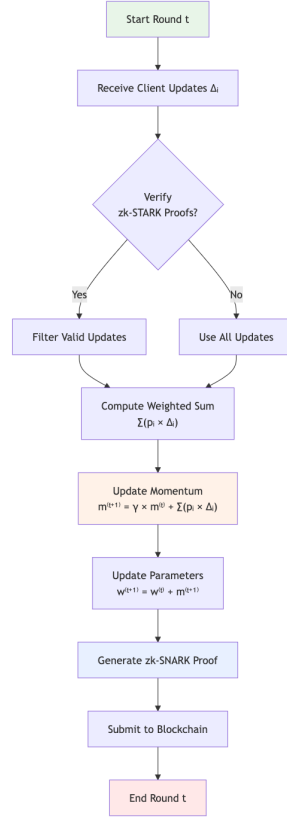 Start Round t
Receive Client Updates Δᵢ
Verify
zk-STARK Proofs?
Yes
No
Filter Valid Updates
Use All Updates
Compute Weighted Sum
∑(pᵢ × Δᵢ)
Update Momentum
m⁽ᵗ⁺¹⁾ = γ × m⁽ᵗ⁾ + ∑(pᵢ × Δᵢ)
Update Parameters
w⁽ᵗ⁺¹⁾ = w⁽ᵗ⁾ + m⁽ᵗ⁺¹⁾
Generate zk-SNARK Proof
Submit to Blockchain
End Round t